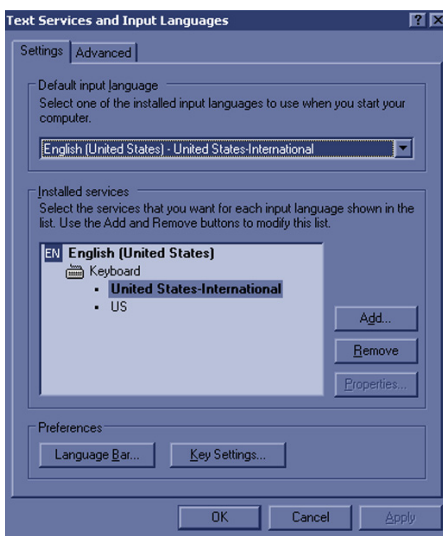 Text Services and Input Languages
Settings Advanced
Default input language
Select one of the installed input languages to use when you start your
computer.
English (United States) - United States-International
Installed services
Select the services that you want for each input language shown in the
list. Use the Add and Remove buttons to modify this list.
EN English (United States)
Keyboard
United States-International
US
Add...
Remove
Properties...
Preferences
Language Bar... Key Settings...
OK Cancel Apply